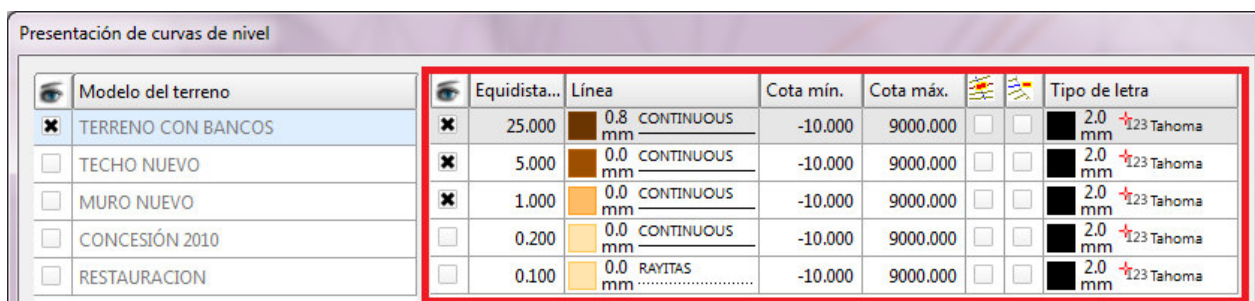 Presentación de curvas de nivel
Modelo del terreno Equidista... Línea Cota mín. Cota máx. Tipo de letra
TERRENO CON BANCOS 25.000 0.8 mm CONTINUOUS -10.000 9000.000 2.0 mm 123 Tahoma
TECHO NUEVO 5.000 0.0 mm CONTINUOUS -10.000 9000.000 2.0 mm 123 Tahoma
MURO NUEVO 1.000 0.0 mm CONTINUOUS -10.000 9000.000 2.0 mm 123 Tahoma
CONCESIÓN 2010 0.200 0.0 mm CONTINUOUS -10.000 9000.000 2.0 mm 123 Tahoma
RESTAURACION 0.100 0.0 mm RAYITAS -10.000 9000.000 2.0 mm 123 Tahoma